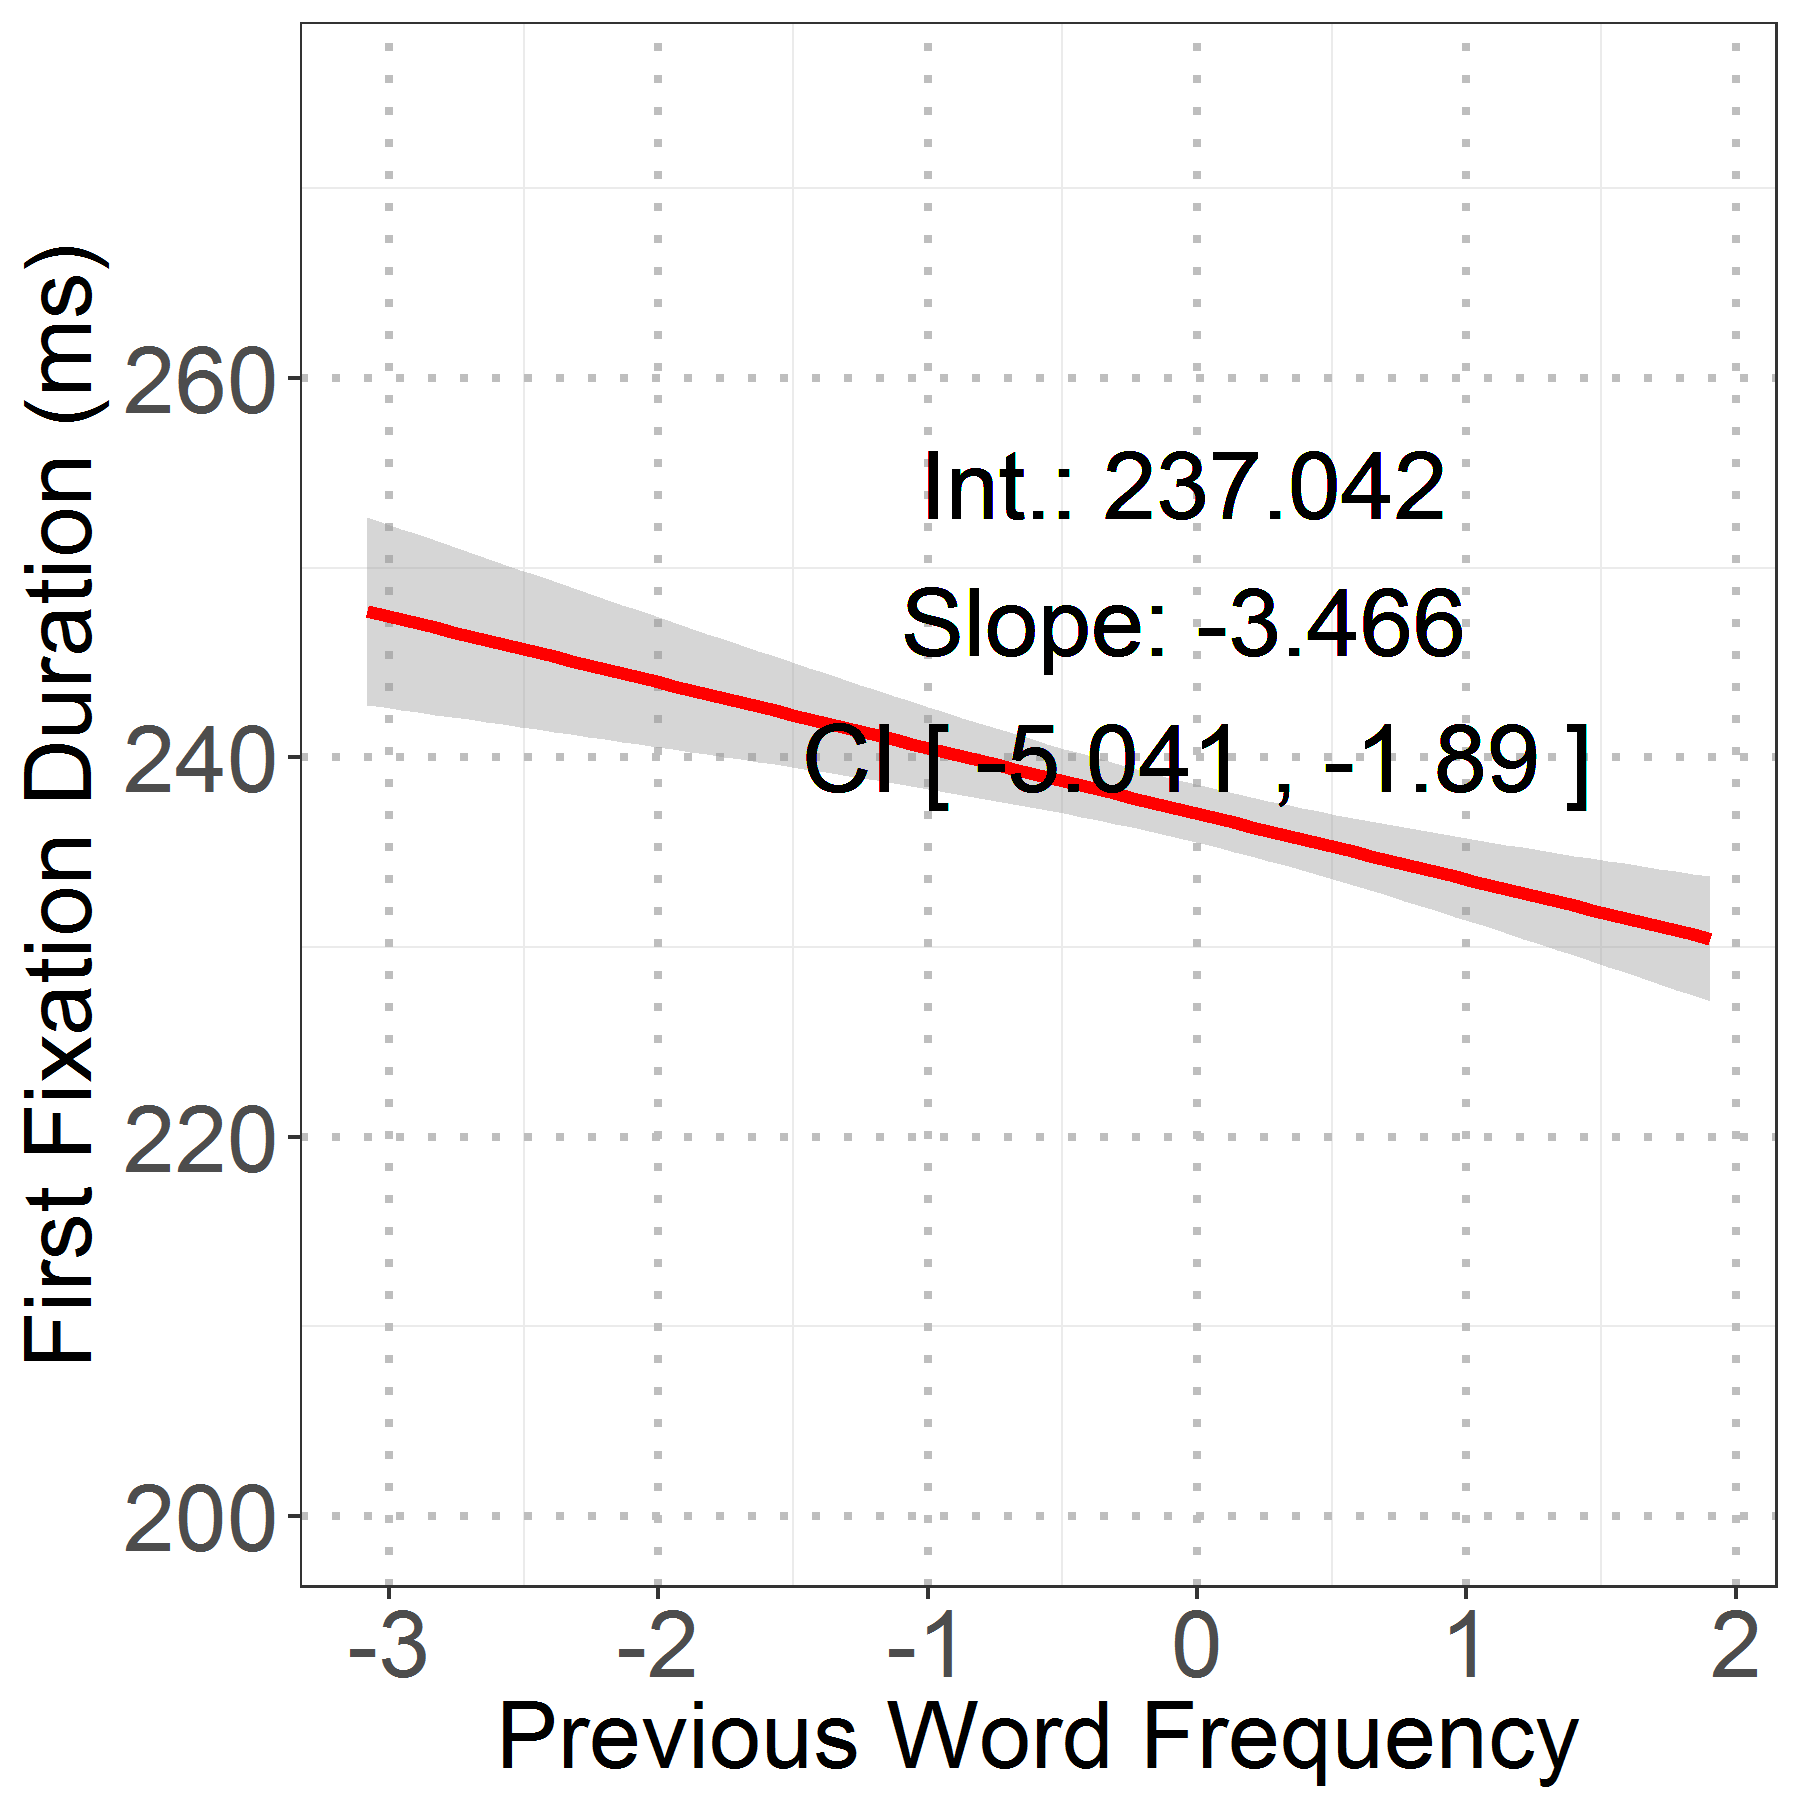 First Fixation Duration (ms)
260
240
220
200
Int.: 237.042
Slope: -3.466
CI [ -5.041 , -1.89 ]
-3 -2 -1 0 1 2
Previous Word Frequency